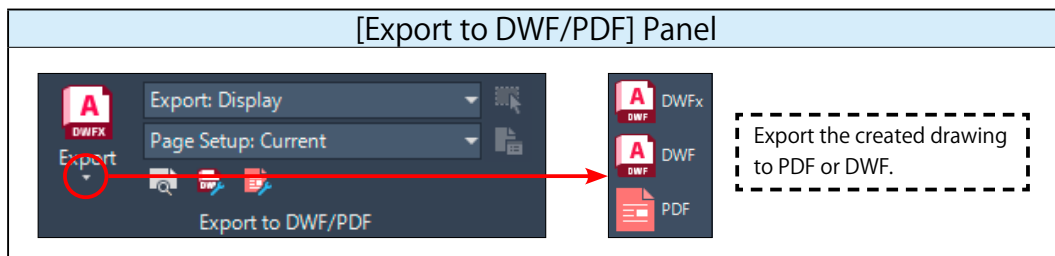 [Export to DWF/PDF] Panel
A
DWFX
Export
Export: Display
Page Setup: Current
Export to DWF/PDF
A
DWF
DWFx
A
DWF
DWF
PDF
Export the created drawing
to PDF or DWF.